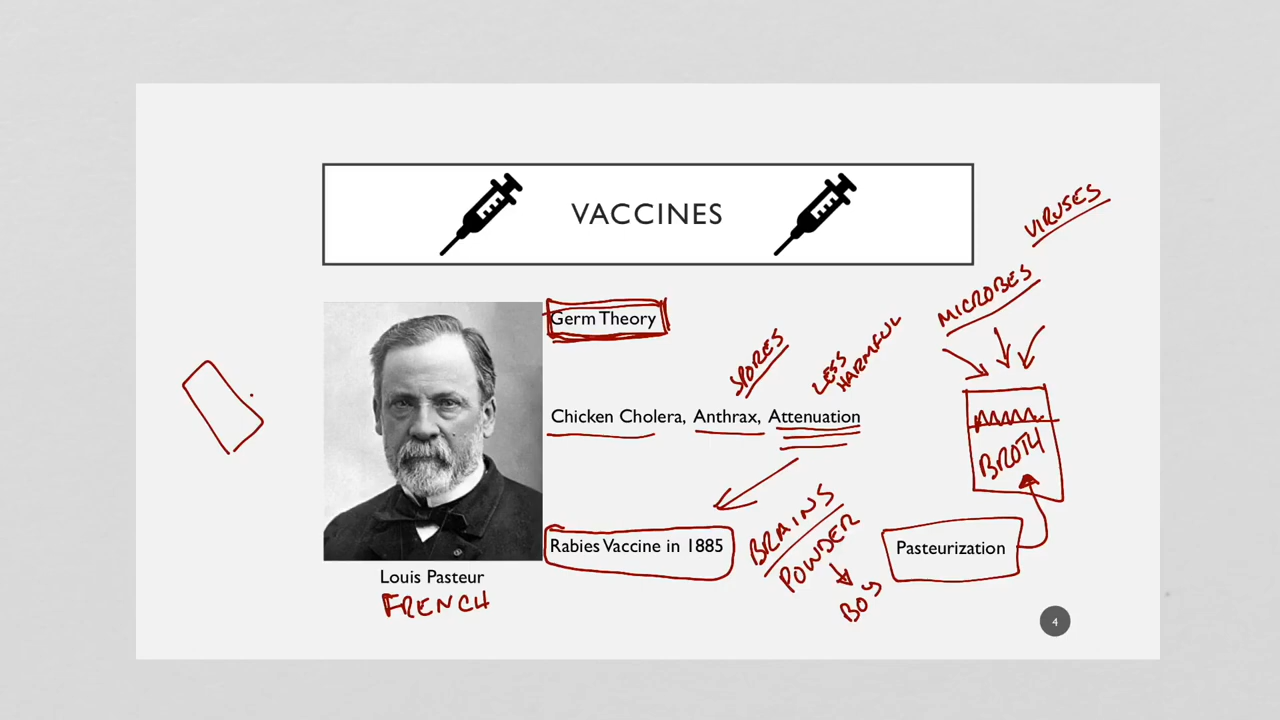 VACCINES
VIRUSES
MICROBES
Germ Theory
SPORES
LESS
HARMFUL
Chicken Cholera, Anthrax, Attenuation
BROTH
Rabies Vaccine in 1885
BRAINS
POWDER
BOY
Pasteurization
Louis Pasteur
FRENCH
4